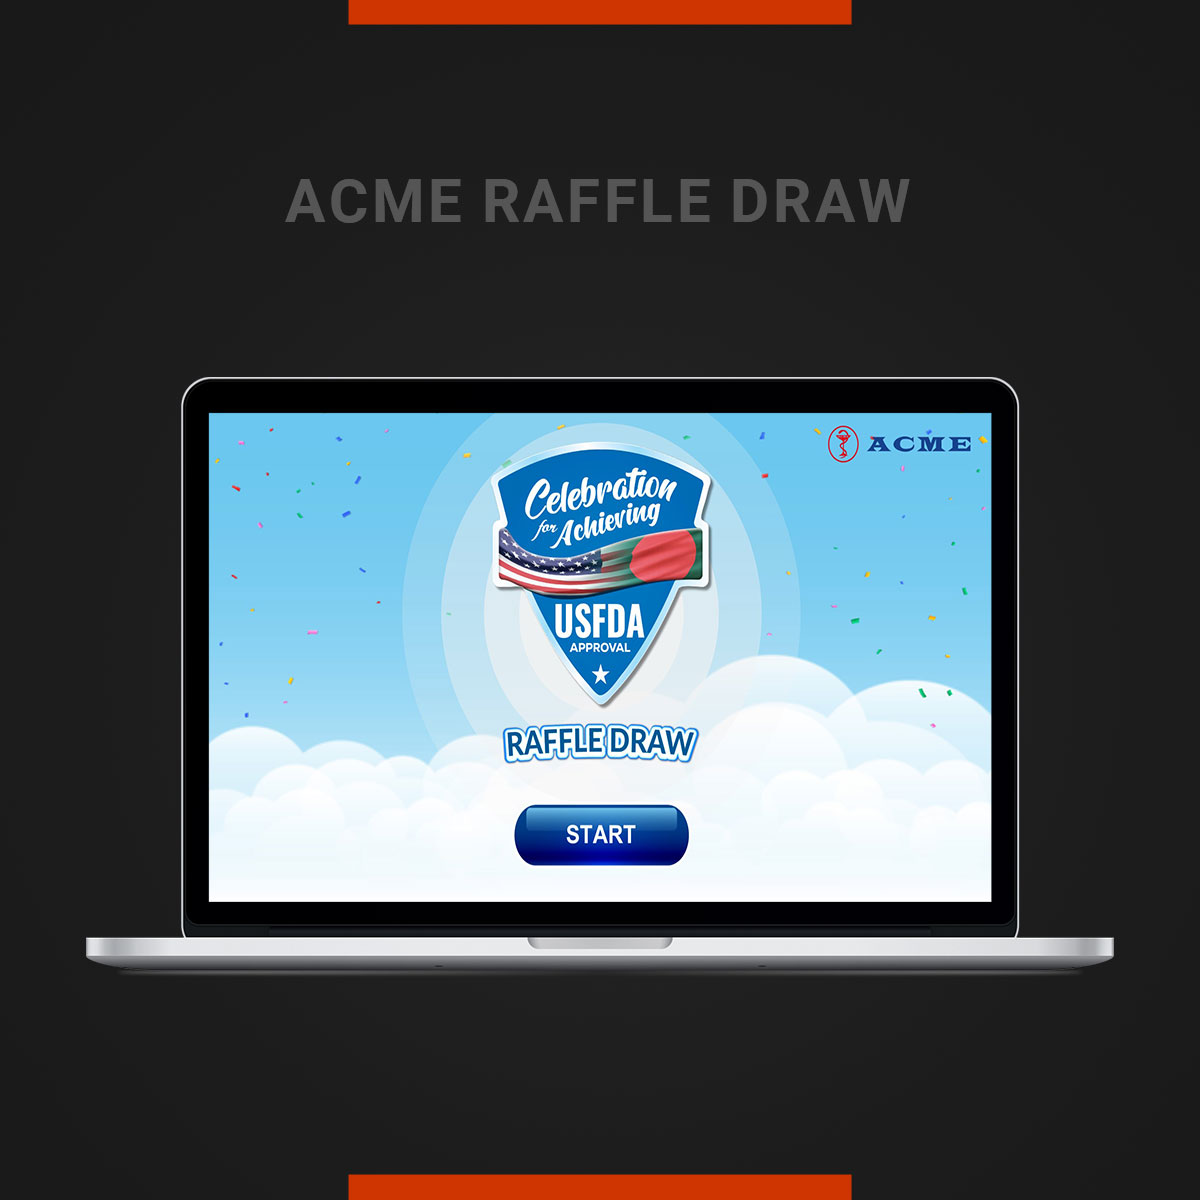 ACME RAFFLE DRAW
ACME
Celebration
for Achieving
USFDA
APPROVAL
RAFFLE DRAW
START